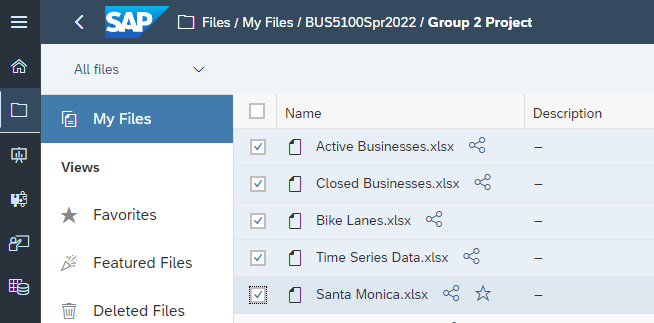 SAP Files / My Files / BUS5100Spr2022 / Group 2 Project
All files
My Files
Name Description
Views
Active Businesses.xlsx –
Closed Businesses.xlsx –
Favorites
Bike Lanes.xlsx –
Featured Files
Time Series Data.xlsx –
Deleted Files
Santa Monica.xlsx –